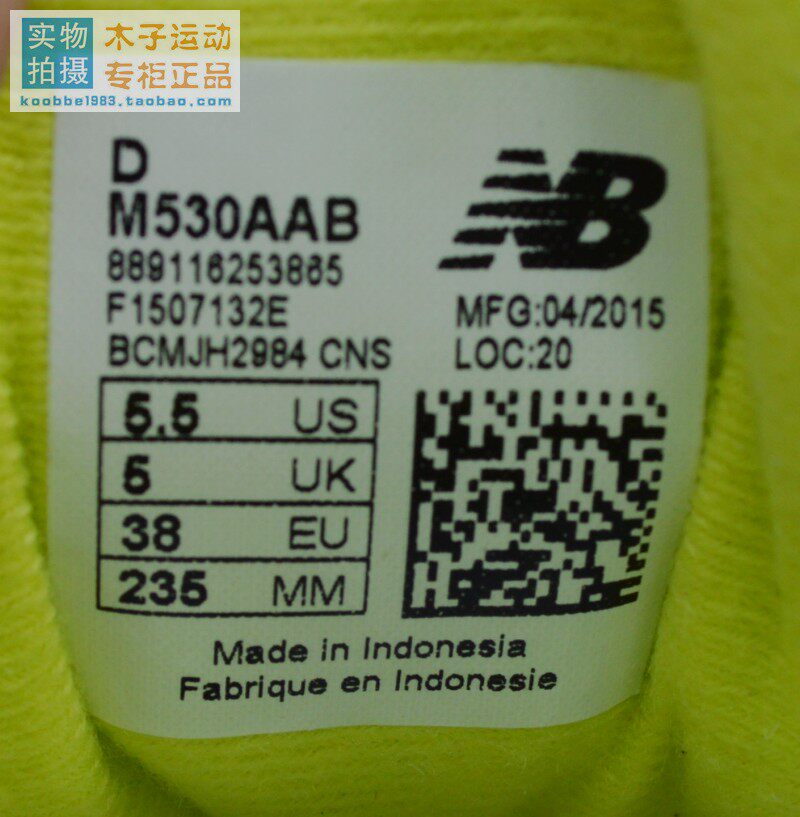 实物拍摄
木子运动
专柜正品
koobbe1983.taobao.com
D
M530AAB
NB
889116253865
F1507132E
MFG:04/2015
BCMJH2984 CNS
LOC:20
5.5 US
5 UK
38 EU
235 MM
Made in Indonesia
Fabrique en Indonesie